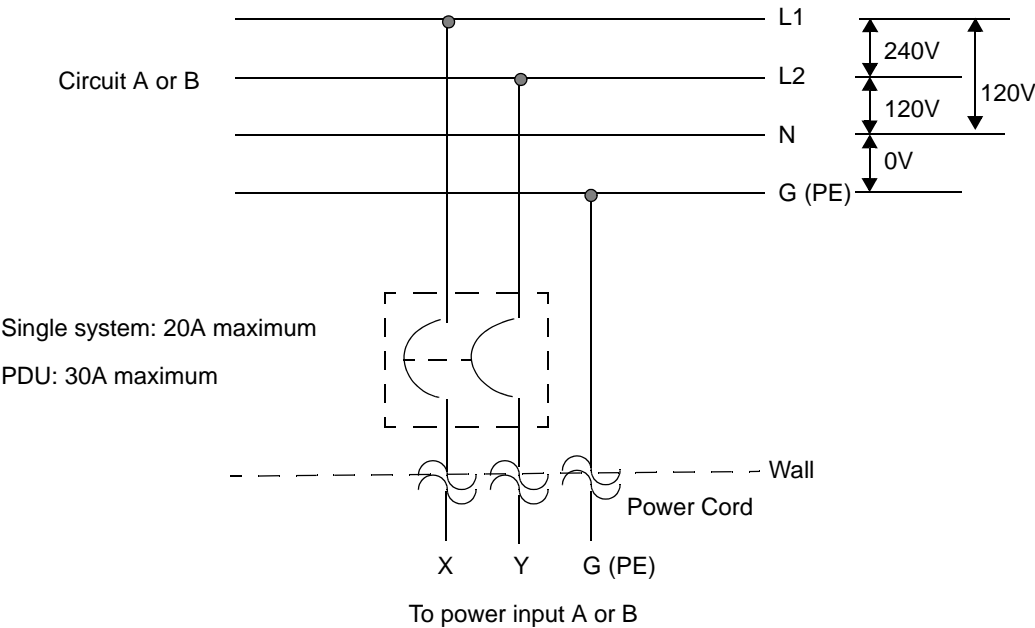 L1
240V
Circuit A or B
L2
120V
120V
N
0V
G (PE)
Single system: 20A maximum
PDU: 30A maximum
Wall
Power Cord
X
Y
G (PE)
To power input A or B